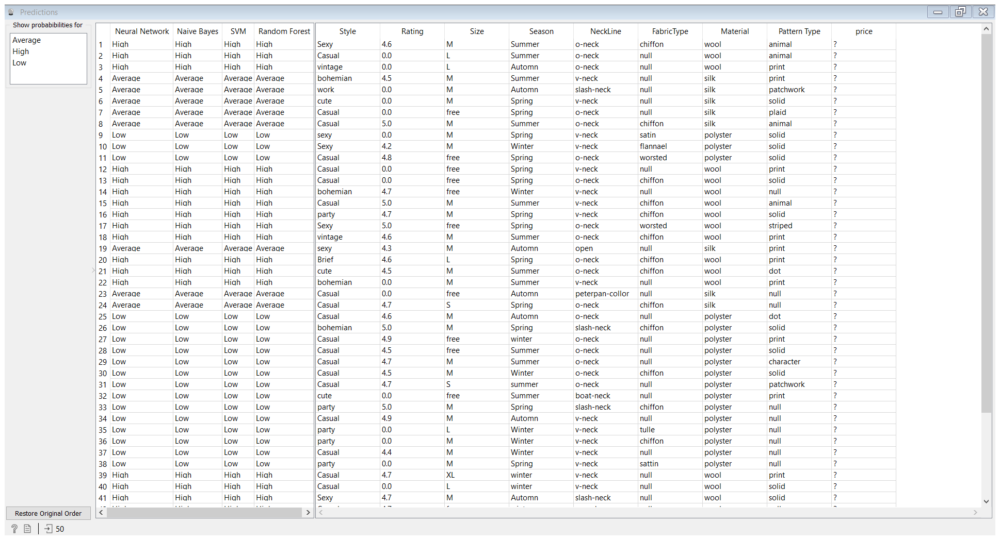 Predictions
Show probabibilities for
Average
High
Low
Neural Network Naive Bayes SVM Random Forest Style Rating Size Season NeckLine FabricType Material Pattern Type price
1 High High High High Sexy 4.6 M Summer o-neck chiffon wool animal ?
2 High High High High Casual 0.0 L Summer o-neck null wool animal ?
3 High High High High vintage 0.0 L Automn o-neck null wool print ?
4 Average Average Average Average bohemian 4.5 M Summer v-neck null silk print ?
5 Average Average Average Average work 0.0 M Automn slash-neck null silk patchwork ?
6 Average Average Average Average cute 0.0 M Spring v-neck null silk solid ?
7 Average Average Average Average Casual 0.0 free Spring o-neck null silk plaid ?
8 Average Average Average Average Casual 5.0 M Summer o-neck chiffon silk animal ?
9 Low Low Low Low sexy 0.0 M Spring v-neck satin polyster solid ?
10 Low Low Low Low Sexy 4.2 M Winter v-neck flannael polyster solid ?
11 Low Low Low Low Casual 4.8 free Spring o-neck worsted polyster solid ?
12 High High High High Casual 0.0 free Spring v-neck null wool print ?
13 High High High High Casual 0.0 free Spring o-neck chiffon wool solid ?
14 High High High High bohemian 4.7 free Winter v-neck null wool null ?
15 High High High High Casual 5.0 M Summer v-neck chiffon wool animal ?
16 High High High High party 4.7 M Spring v-neck chiffon wool solid ?
17 High High High High Sexy 5.0 free Spring o-neck worsted wool striped ?
18 High High High High vintage 4.6 M Summer o-neck chiffon wool print ?
19 Average Average Average Average sexy 4.3 M Automn open null silk print ?
20 High High High High Brief 4.6 L Spring o-neck chiffon wool print ?
21 High High High High cute 4.5 M Summer o-neck chiffon wool dot ?
22 High High High High bohemian 0.0 M Summer v-neck null wool print ?
23 Average Average Average Average Casual 0.0 free Automn peterpan-collor null silk null ?
24 Average Average Average Average Casual 4.7 S Spring o-neck chiffon silk null ?
25 Low Low Low Low Casual 4.6 M Automn o-neck null polyster dot ?
26 Low Low Low Low bohemian 5.0 M Spring slash-neck chiffon polyster solid ?
27 Low Low Low Low Casual 4.9 free winter o-neck null polyster print ?
28 Low Low Low Low Casual 4.5 free Summer o-neck null polyster solid ?
29 Low Low Low Low Casual 4.7 M Summer o-neck null polyster character ?
30 Low Low Low Low Casual 4.5 M Winter o-neck chiffon polyster solid ?
31 Low Low Low Low Casual 4.7 S summer o-neck null polyster patchwork ?
32 Low Low Low Low cute 0.0 free Summer boat-neck null polyster print ?
33 Low Low Low Low party 5.0 M Spring slash-neck chiffon polyster null ?
34 Low Low Low Low Casual 4.9 M Automn v-neck null polyster null ?
35 Low Low Low Low party 0.0 L Winter v-neck tulle polyster null ?
36 Low Low Low Low party 0.0 M Winter v-neck chiffon polyster null ?
37 Low Low Low Low Casual 4.4 M Winter v-neck null polyster null ?
38 Low Low Low Low party 0.0 M Spring v-neck sattin polyster null ?
39 High High High High Casual 4.7 XL winter v-neck null wool print ?
40 High High High High Casual 0.0 L winter v-neck null wool solid ?
41 High High High High Sexy 4.7 M Automn slash-neck null wool solid ?
Restore Original Order
50